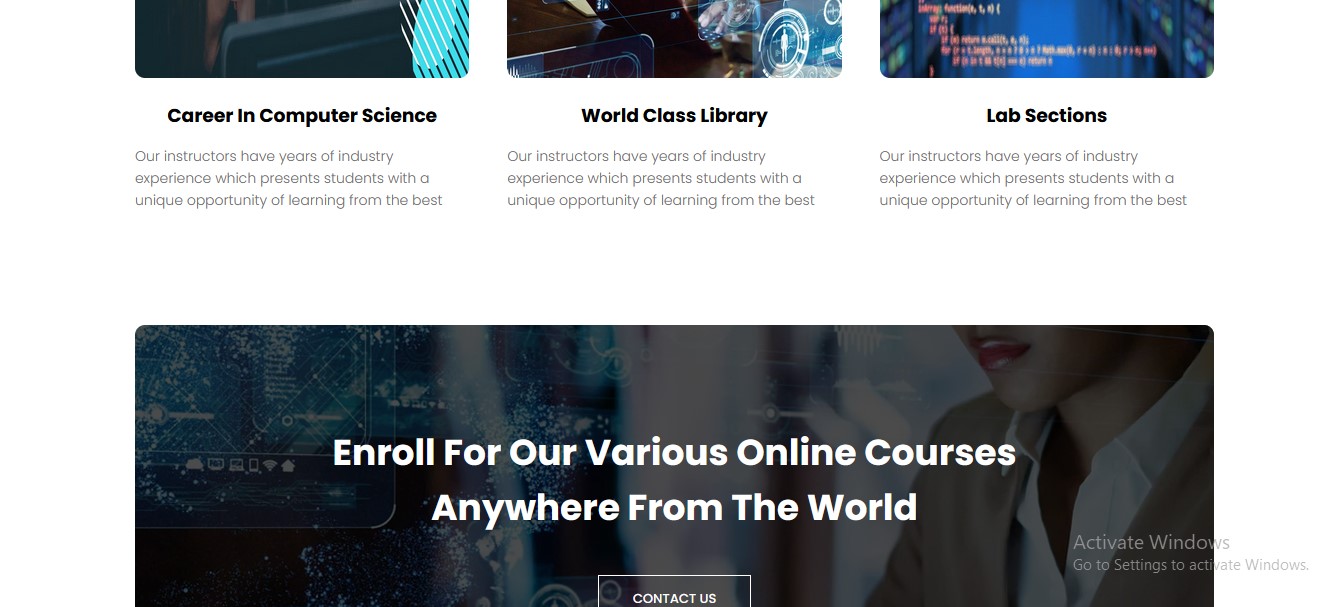 Career In Computer Science
World Class Library
Lab Sections
Our instructors have years of industry
experience which presents students with a
unique opportunity of learning from the best
Our instructors have years of industry
experience which presents students with a
unique opportunity of learning from the best
Our instructors have years of industry
experience which presents students with a
unique opportunity of learning from the best
Enroll For Our Various Online Courses
Anywhere From The World
Activate Windows
Go to Settings to activate Windows.
CONTACT US